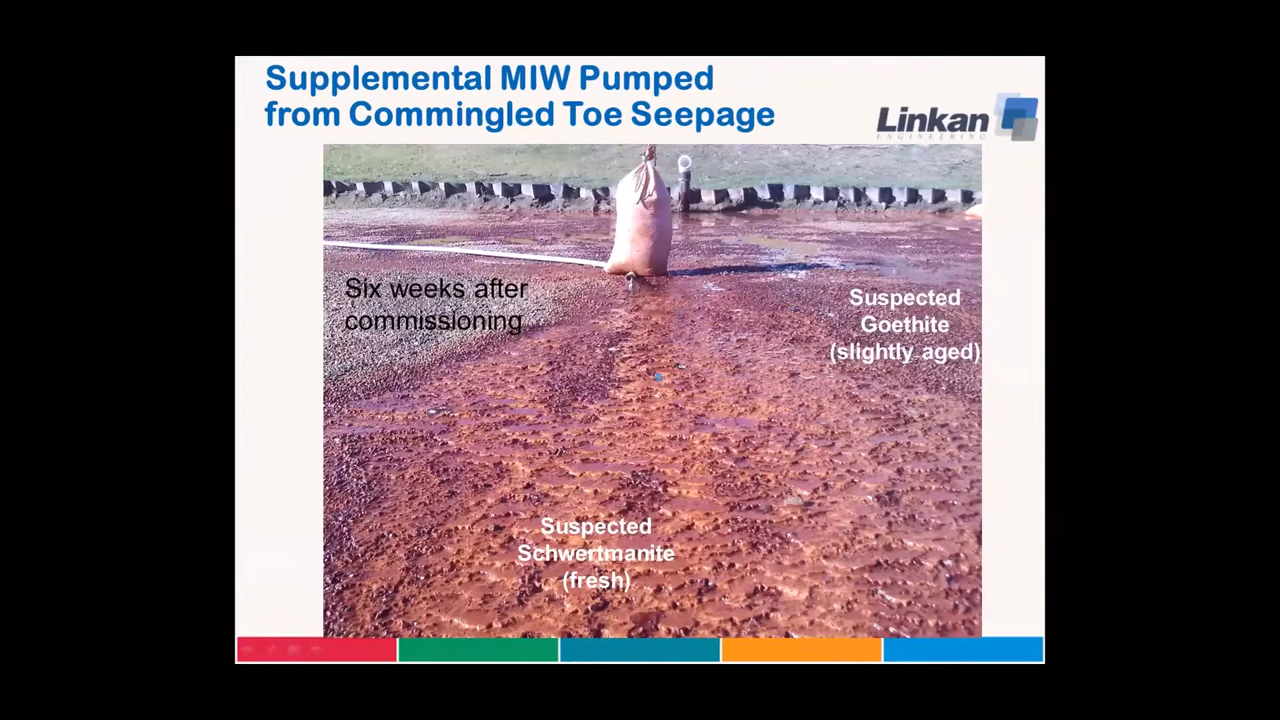 Supplemental MIW Pumped
from Commingled Toe Seepage
Linkan
ENGINEERING
Six weeks after
commissioning
Suspected
Goethite
(slightly aged)
Suspected
Schwertmanite
(fresh)